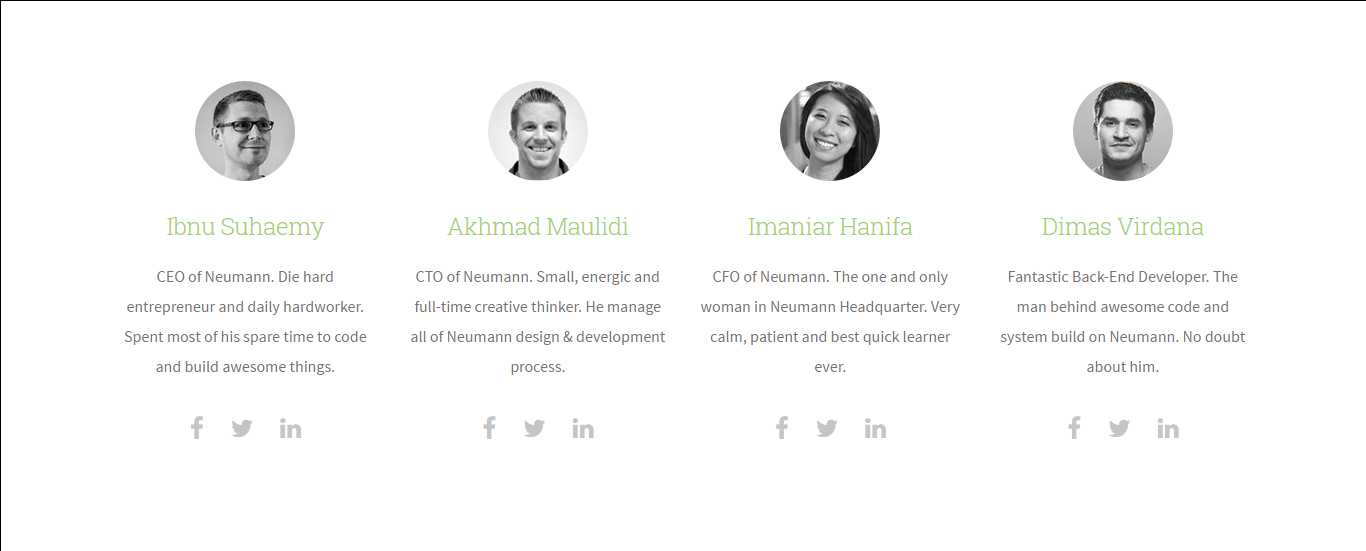 Ibnu Suhaemy
CEO of Neumann. Die hard
entrepreneur and daily hardworker.
Spent most of his spare time to code
and build awesome things.
Akhmad Maulidi
CTO of Neumann. Small, energic and
full-time creative thinker. He manage
all of Neumann design & development
process.
Imaniar Hanifa
CFO of Neumann. The one and only
woman in Neumann Headquarter. Very
calm, patient and best quick learner
ever.
Dimas Virdana
Fantastic Back-End Developer. The
man behind awesome code and
system build on Neumann. No doubt
about him.